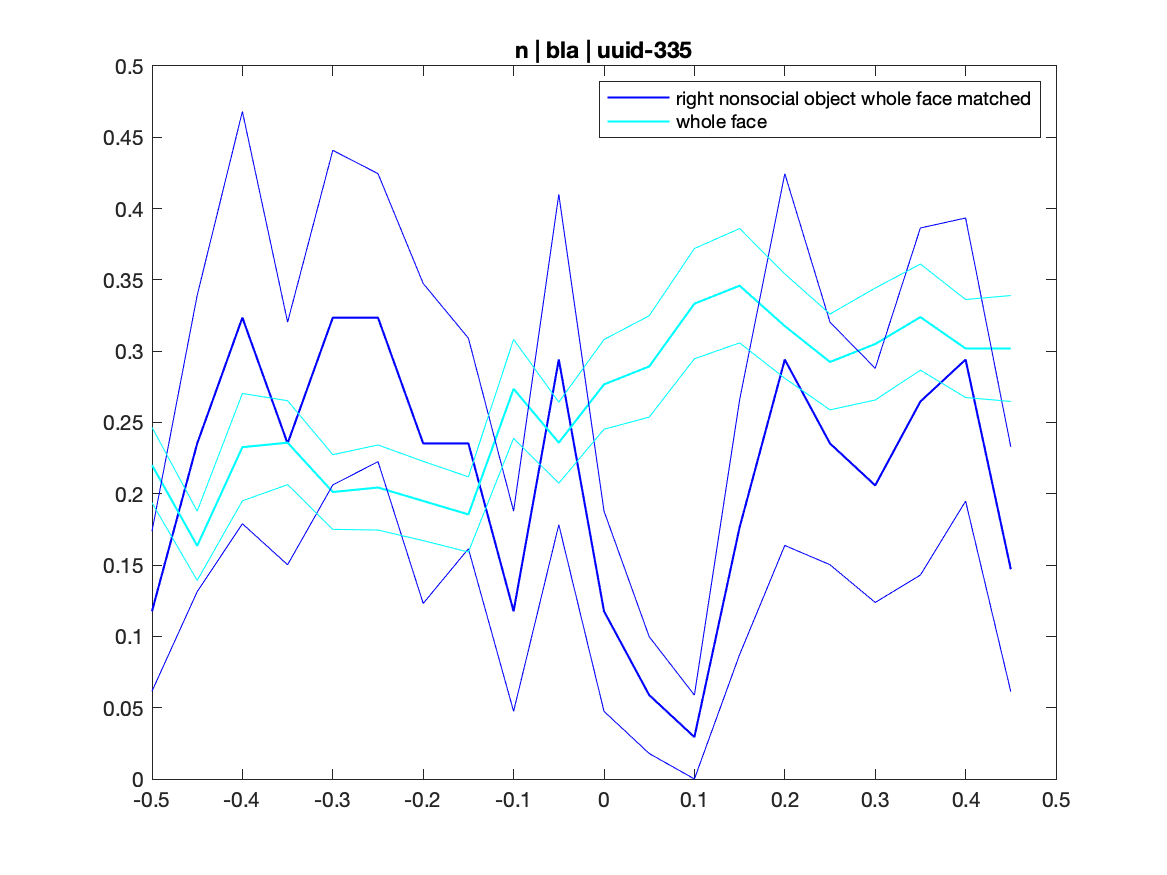 n | bla | uuid-335
right nonsocial object whole face matched
whole face
0.5
0.45
0.4
0.35
0.3
0.25
0.2
0.15
0.1
0.05
0
-0.5 -0.4 -0.3 -0.2 -0.1 0 0.1 0.2 0.3 0.4 0.5